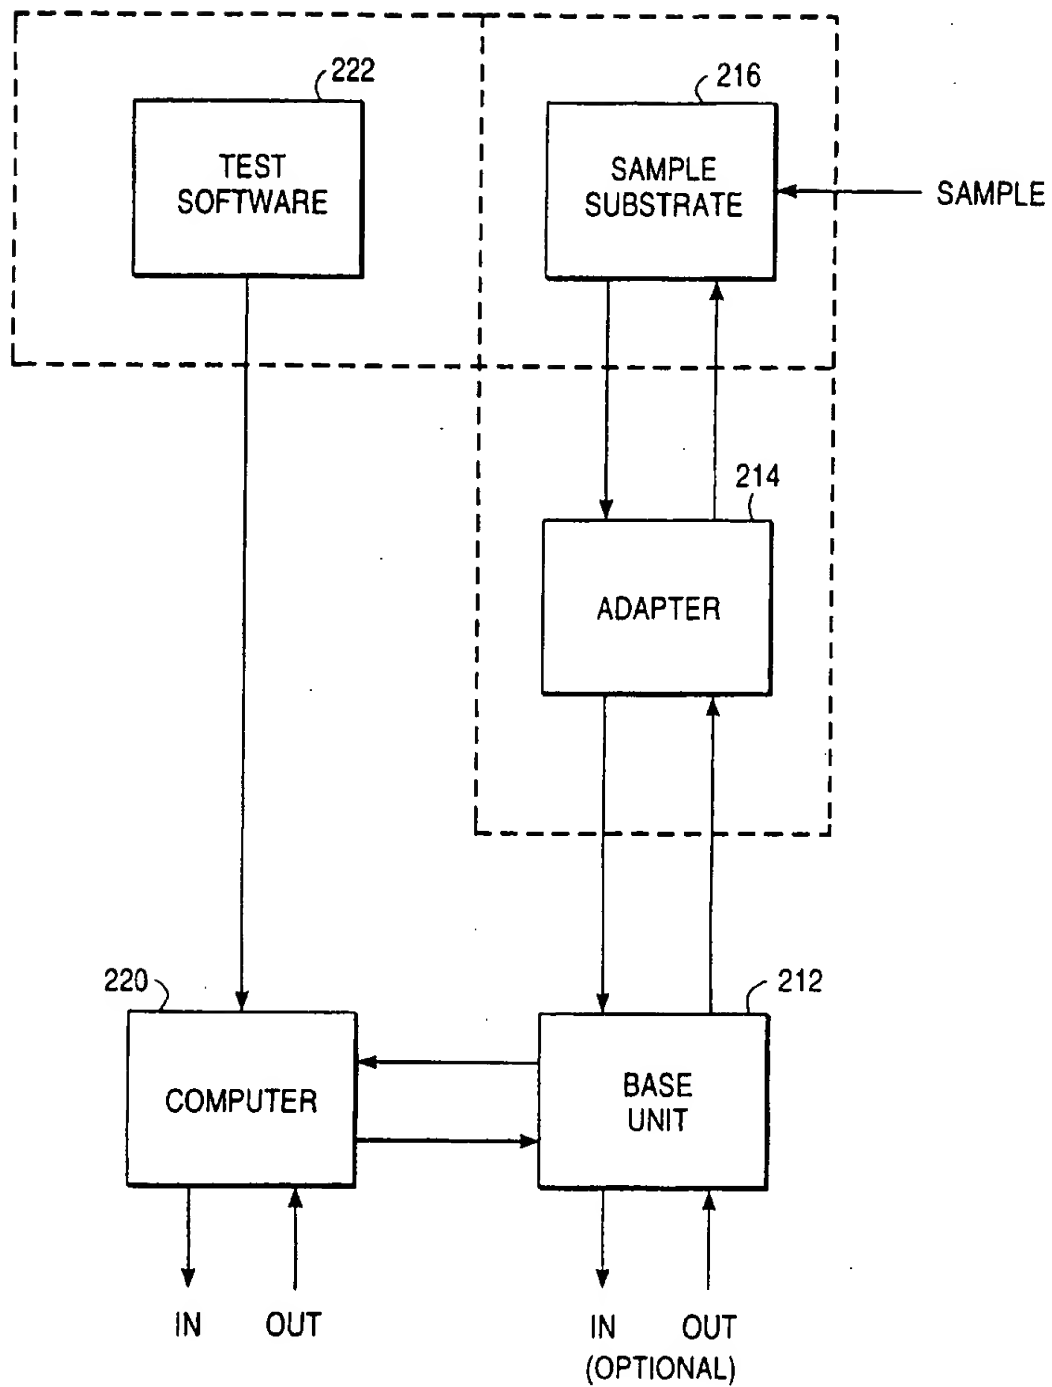 222
216
TEST
SOFTWARE
SAMPLE
SUBSTRATE
SAMPLE
214
ADAPTER
220
212
COMPUTER
BASE
UNIT
IN OUT
IN OUT
(OPTIONAL)